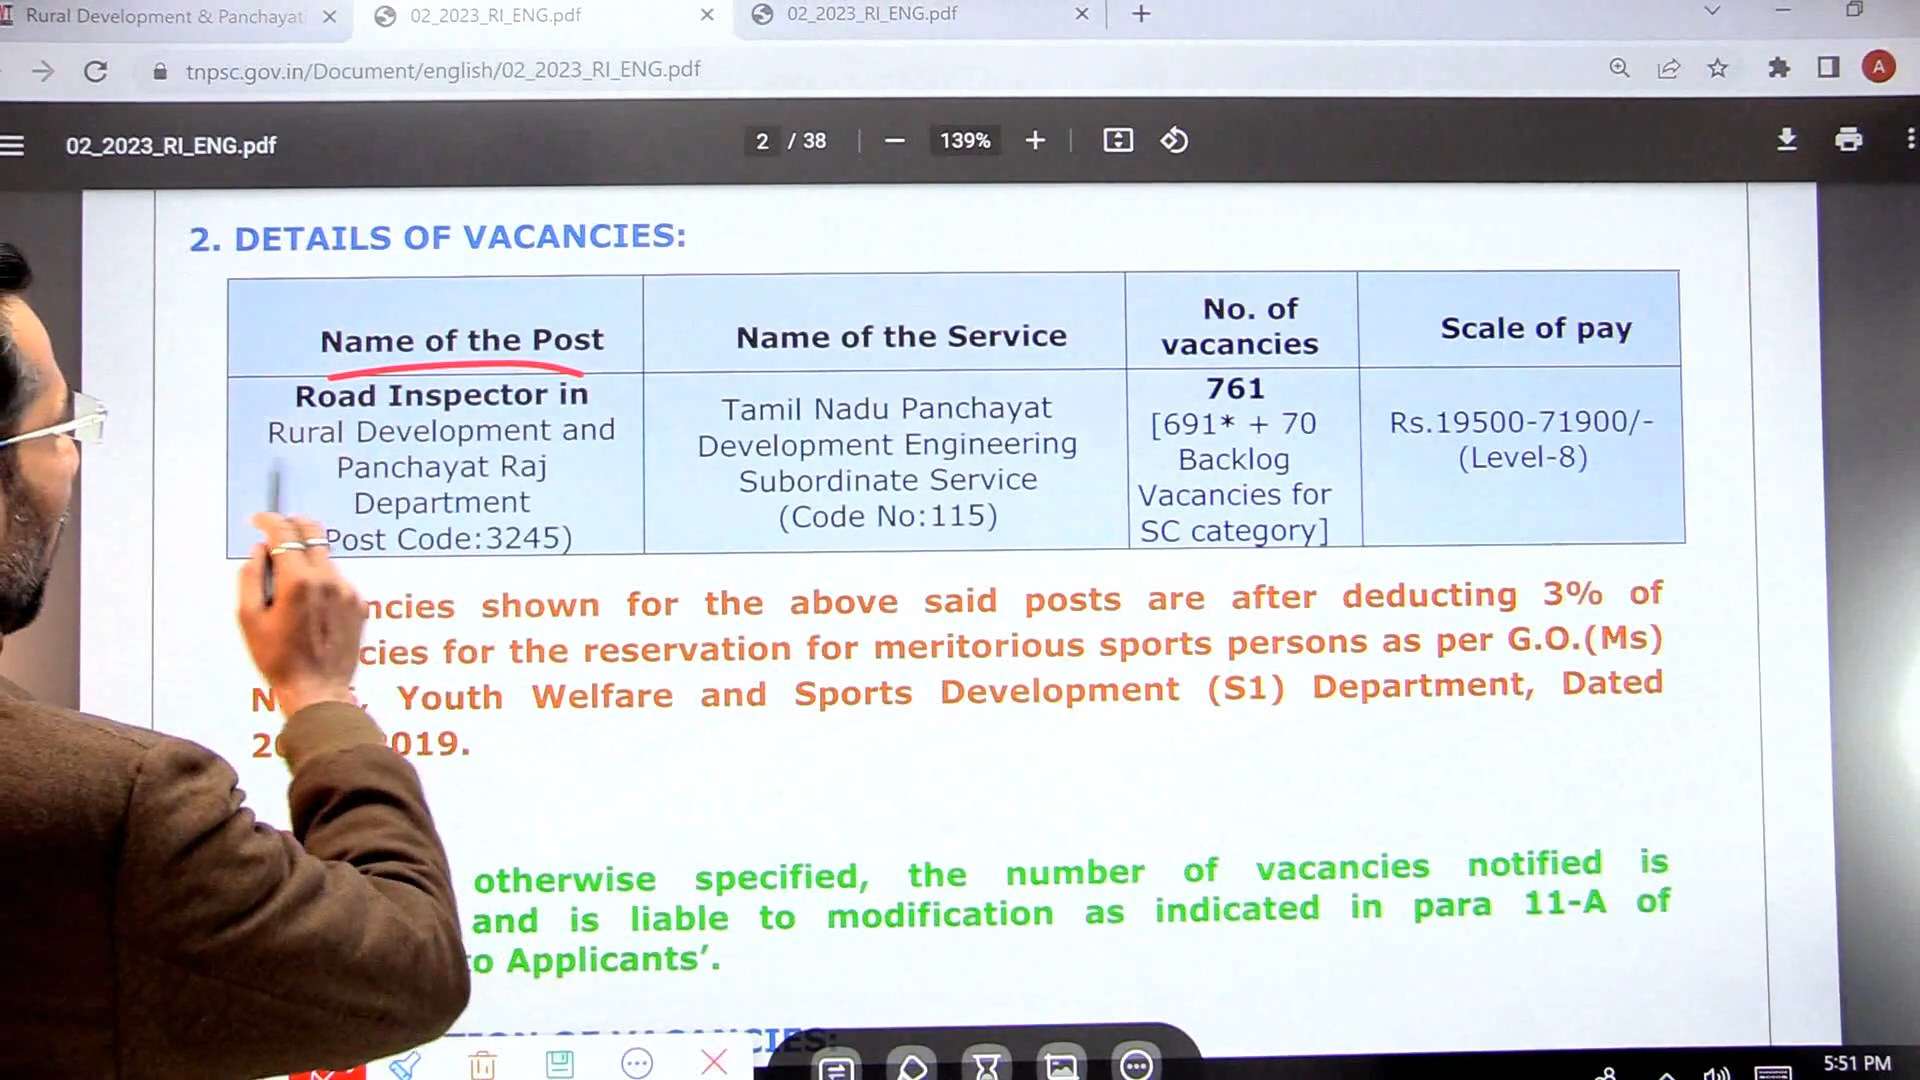 Rural Development & Panchayat
02_2023_RI_ENG.pdf
02_2023_RI_ENG.pdf
tnpsc.gov.in/Document/english/02_2023_RI_ENG.pdf
A
02_2023_RI_ENG.pdf
2 / 38
139%
2. DETAILS OF VACANCIES:
Name of the Post
Name of the Service
No. of
vacancies
Scale of pay
Road Inspector in
Rural Development and
Panchayat Raj
Department
Post Code:3245)
Tamil Nadu Panchayat
Development Engineering
Subordinate Service
(Code No:115)
761
[691* + 70
Backlog
Vacancies for
SC category]
Rs.19500-71900/-
(Level-8)
shown for the above said posts are after deducting 3% of
for the reservation for meritorious sports persons as per G.O.(Ms)
Youth Welfare and Sports Development (S1) Department, Dated
2019.
otherwise specified, the number of vacancies notified is
and is liable to modification as indicated in para 11-A of
to Applicants’.
5:51 PM